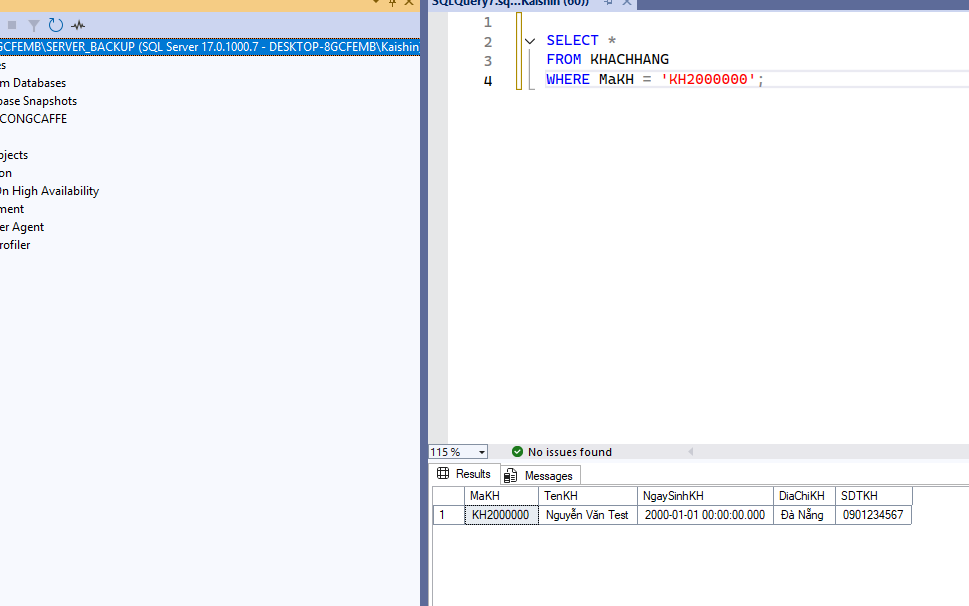 GCFEMB\SERVER_BACKUP (SQL Server 17.0.1000.7 - DESKTOP-8GCFEMB\Kaishin
es
m Databases
base Snapshots
CONGCAFFE
bjects
on
On High Availability
ment
er Agent
rofiler
SQLQuery7.sq...Kaishin (60))
1
2 SELECT *
3 FROM KHACHHANG
4 WHERE MaKH = 'KH2000000';
115 % No issues found
Results Messages
MaKH TenKH NgaySinhKH DiaChiKH SDTKH
1 KH2000000 Nguyễn Văn Test 2000-01-01 00:00:00.000 Đà Nẵng 0901234567